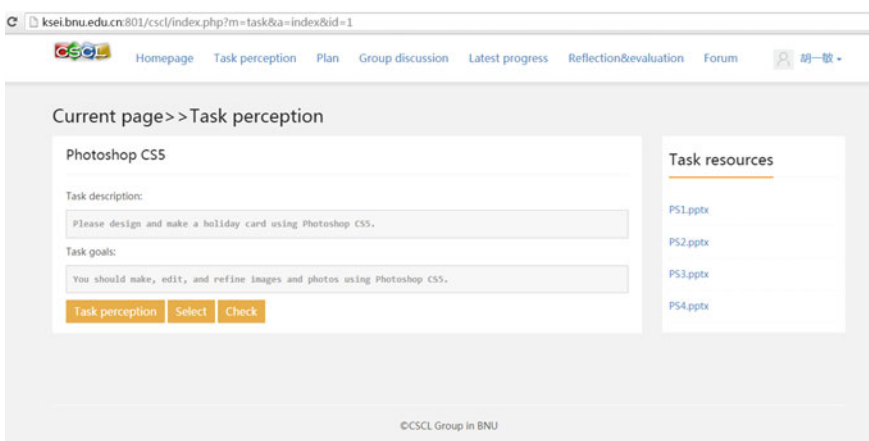 ksei.bnu.edu.cn:801/cscl/index.php?m=task&a=index&id=1
CSCL Homepage Task perception Plan Group discussion Latest progress Reflection&evaluation Forum 胡一敏
Current page>>Task perception
Photoshop CS5
Task description:
Please design and make a holiday card using Photoshop CS5.
Task goals:
You should make, edit, and refine images and photos using Photoshop CS5.
Task perception Select Check
Task resources
PS1.pptx
PS2.pptx
PS3.pptx
PS4.pptx
©CSCL Group in BNU